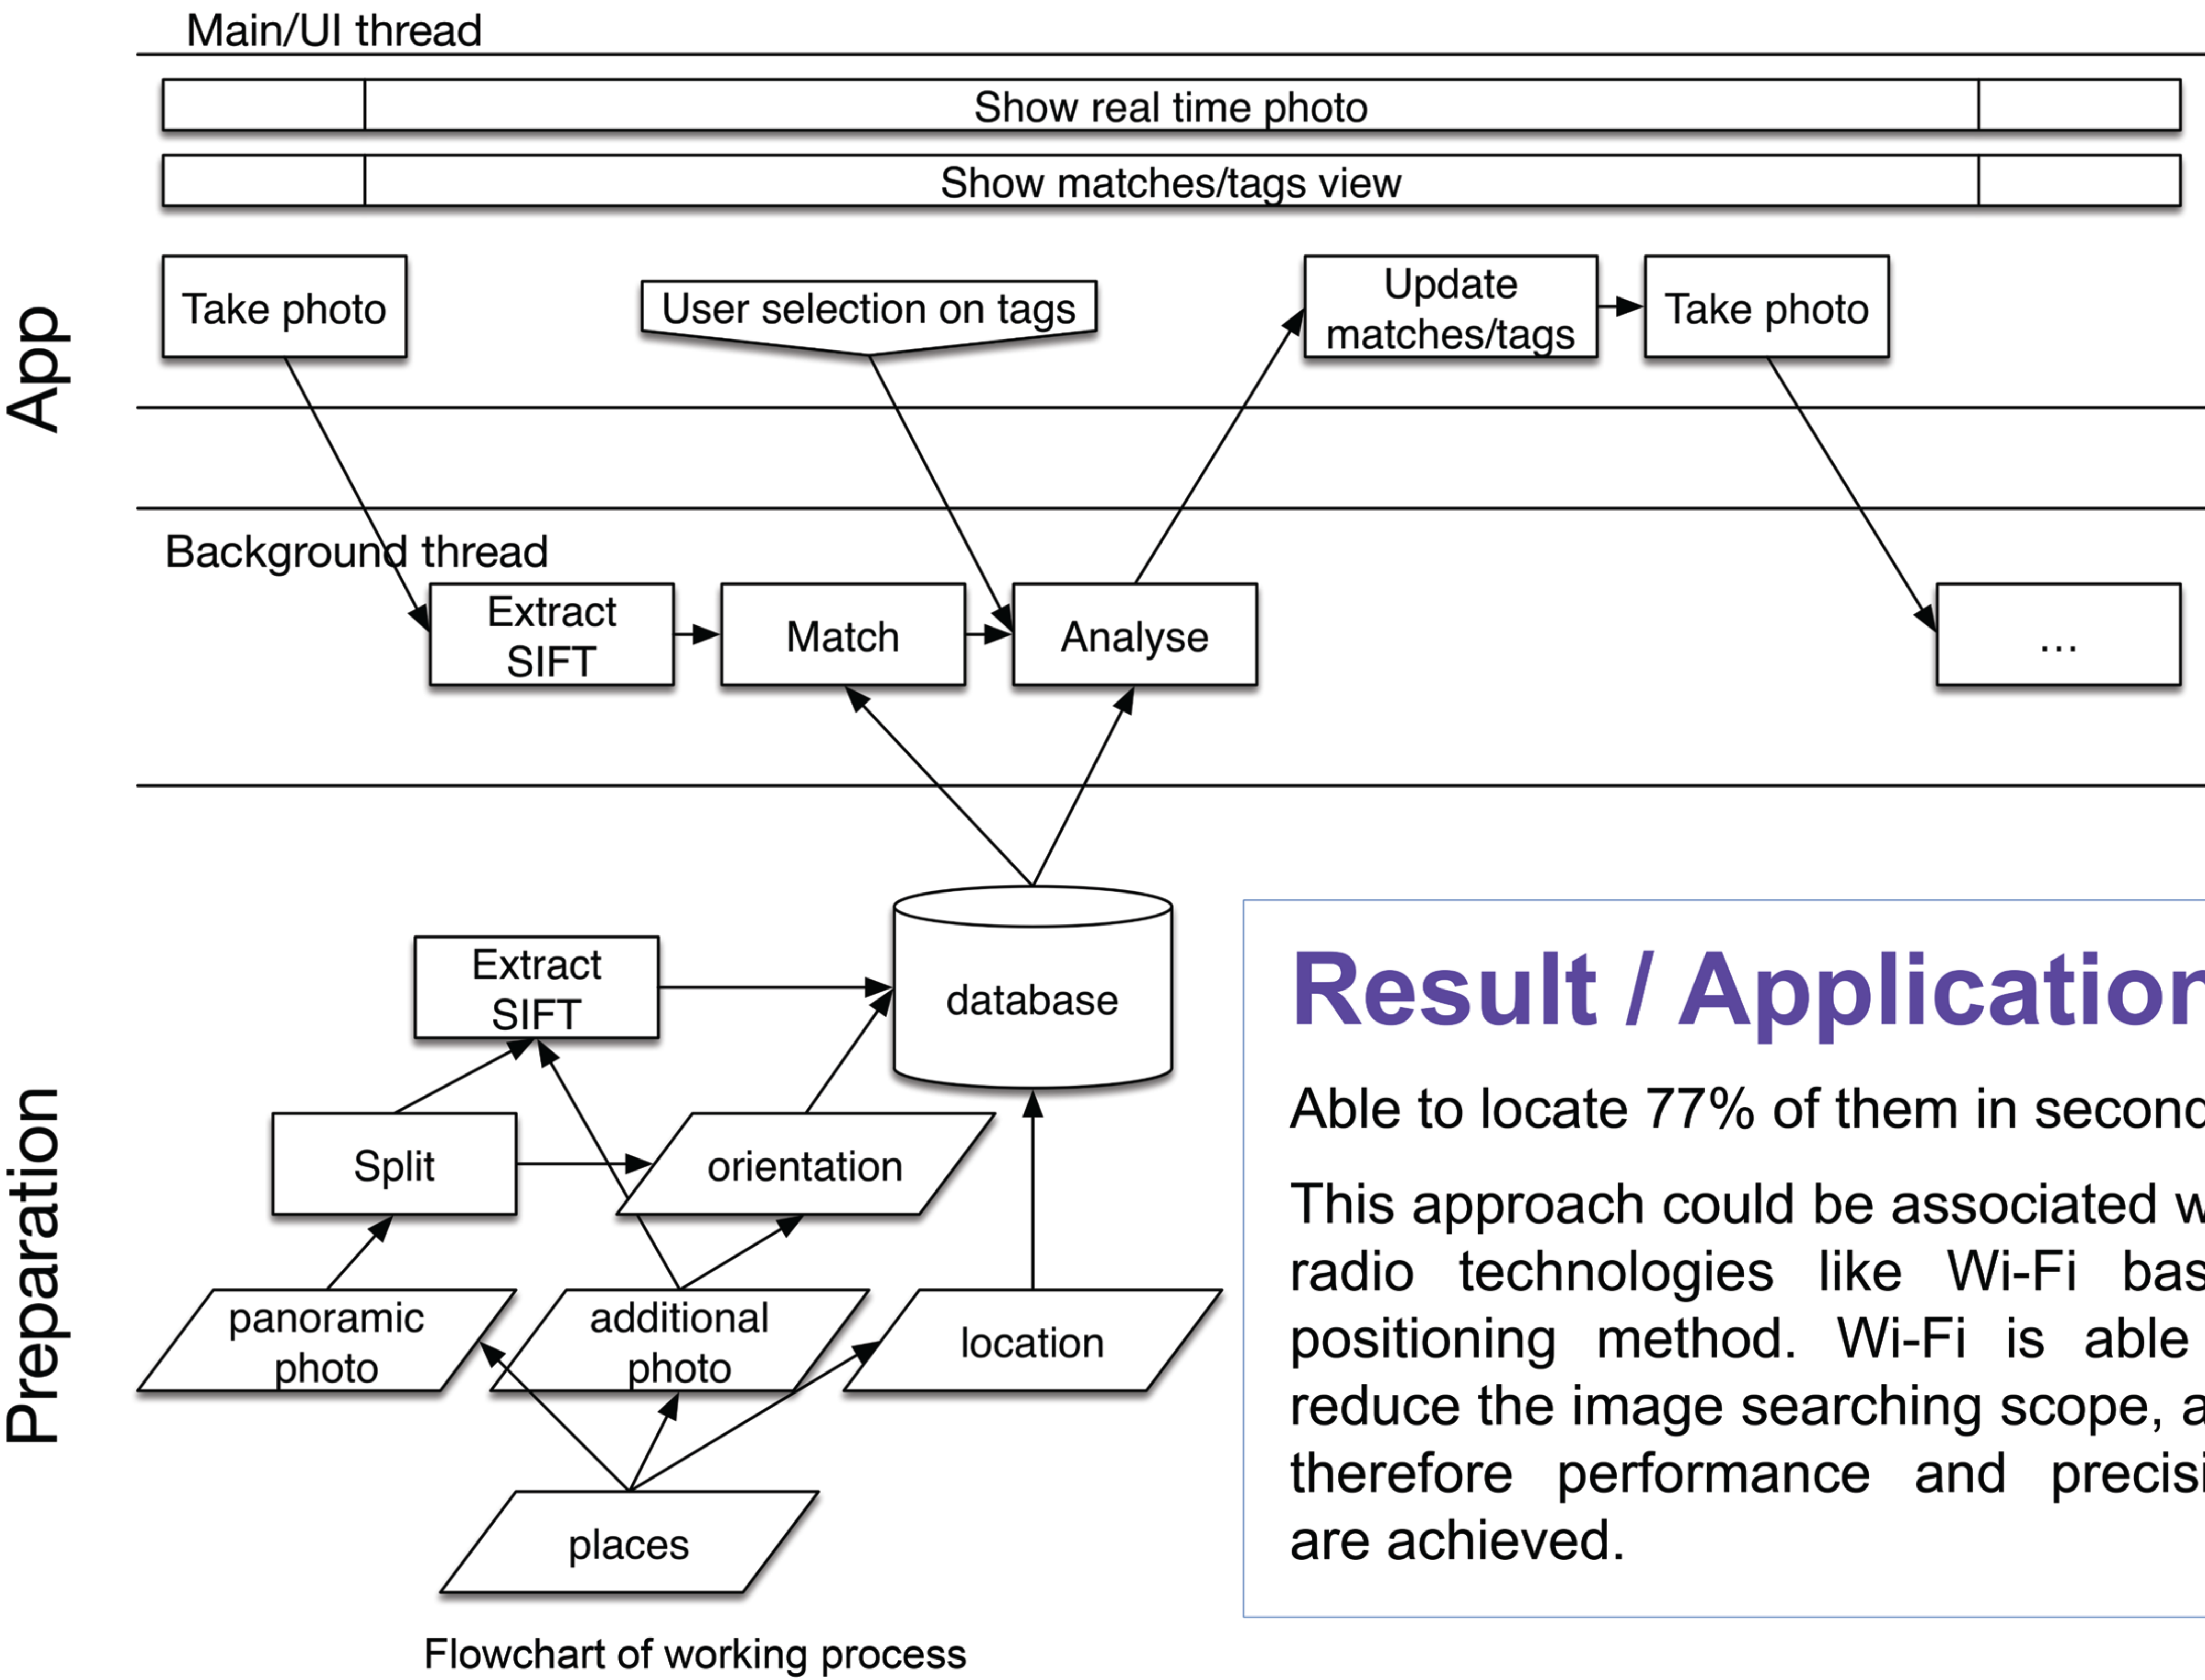 Main/UI thread
Show real time photo
Show matches/tags view
App
Take photo
User selection on tags
Update
matches/tags
Take photo
Background thread
Extract
SIFT
Match
Analyse
...
Preparation
Extract
SIFT
database
Split
orientation
panoramic
photo
additional
photo
location
places
Flowchart of working process
Result / Application
Able to locate 77% of them in
This approach could be associated
radio technologies like Wi-Fi
positioning method. Wi-Fi is able
reduce the image searching scope,
therefore performance and
are achieved.